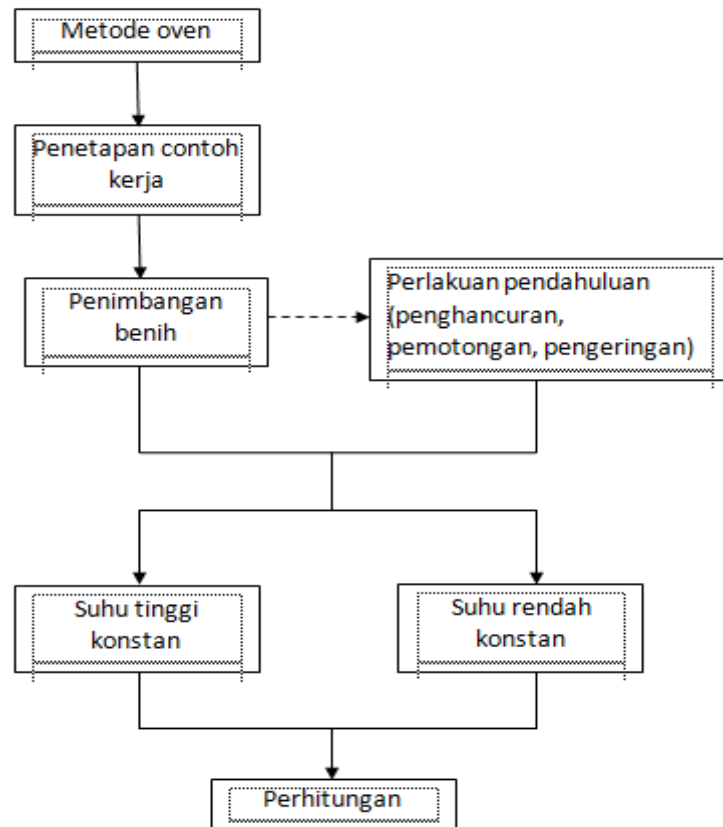 Metode oven
Penetapan contoh
kerja
Penimbangan
benih
Perlakuan pendahuluan
(penghancuran,
pemotongan, pengeringan)
Suhu tinggi
konstan
Suhu rendah
konstan
Perhitungan